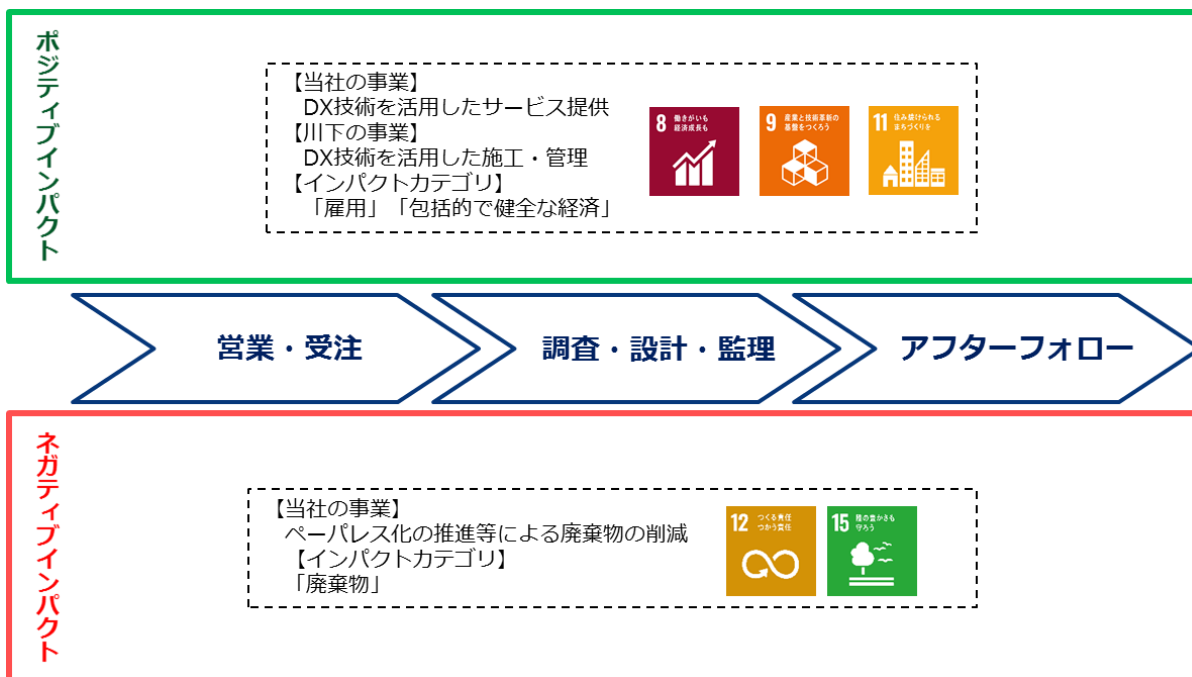 ポジティブインパクト
【当社の事業】
DX技術を活用したサービス提供
【川下の事業】
DX技術を活用した施工・管理
【インパクトカテゴリ】
「雇用」「包括的で健全な経済」
8 働きがいも
経済成長も
9 産業と技術革新の
基盤をつくろう
11 住み続けられる
まちづくりを
営業・受注
調査・設計・監理
アフターフォロー
ネガティブインパクト
【当社の事業】
ペーパレス化の推進等による廃棄物の削減
【インパクトカテゴリ】
「廃棄物」
12 つくる責任
つかう責任
15 陸の豊かさも
守ろう